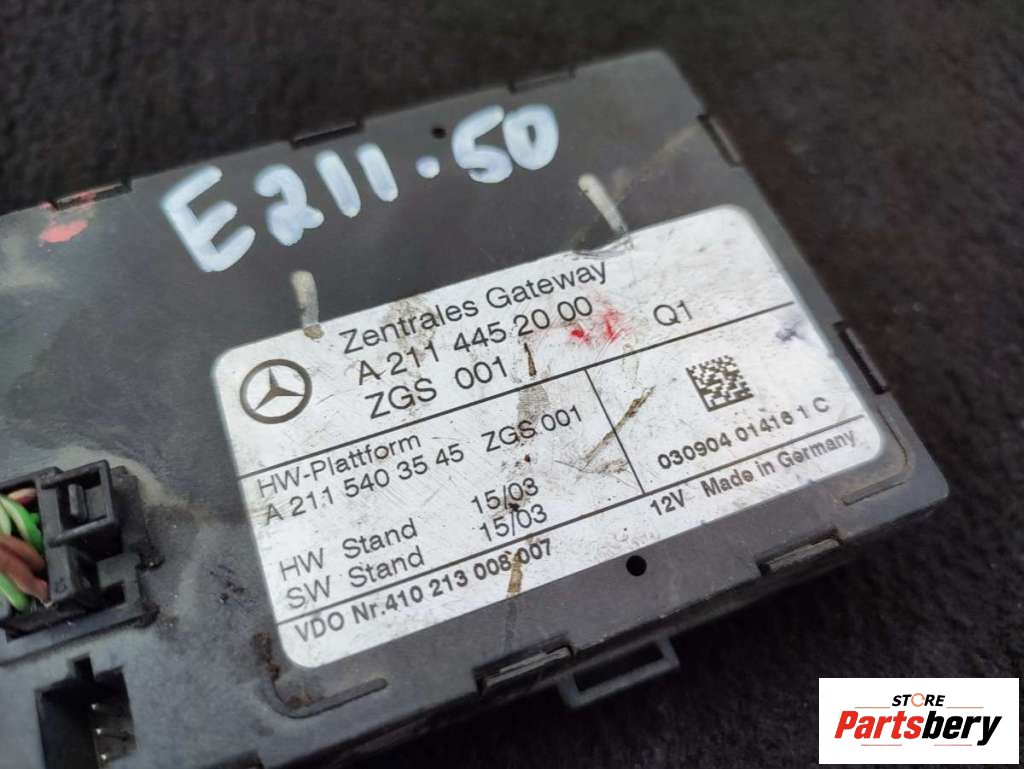 E211.50
Zentrales Gateway
A 211 445 20 00
ZGS 001
Q1
HW-Plattform
A 211 540 35 45 ZGS 001
HW Stand 15/03
SW Stand 15/03
030904 01416 1 C
VDO Nr.410 213 008 007
12V Made in Germany
STORE
Partsbery